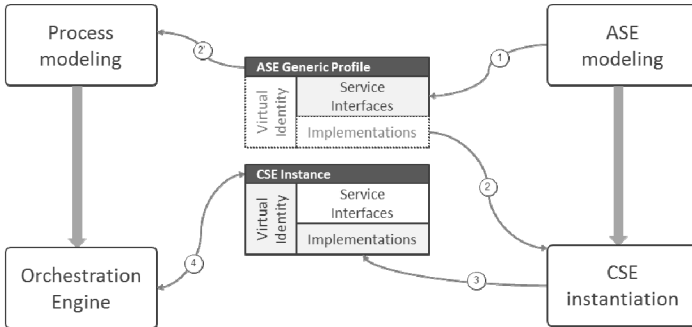 Process
modeling
2'
ASE Generic Profile
Virtual
Identity
Service
Interfaces
Implementations
1
ASE
modeling
CSE Instance
Virtual
Identity
Service
Interfaces
Implementations
2
4
3
Orchestration
Engine
CSE
instantiation